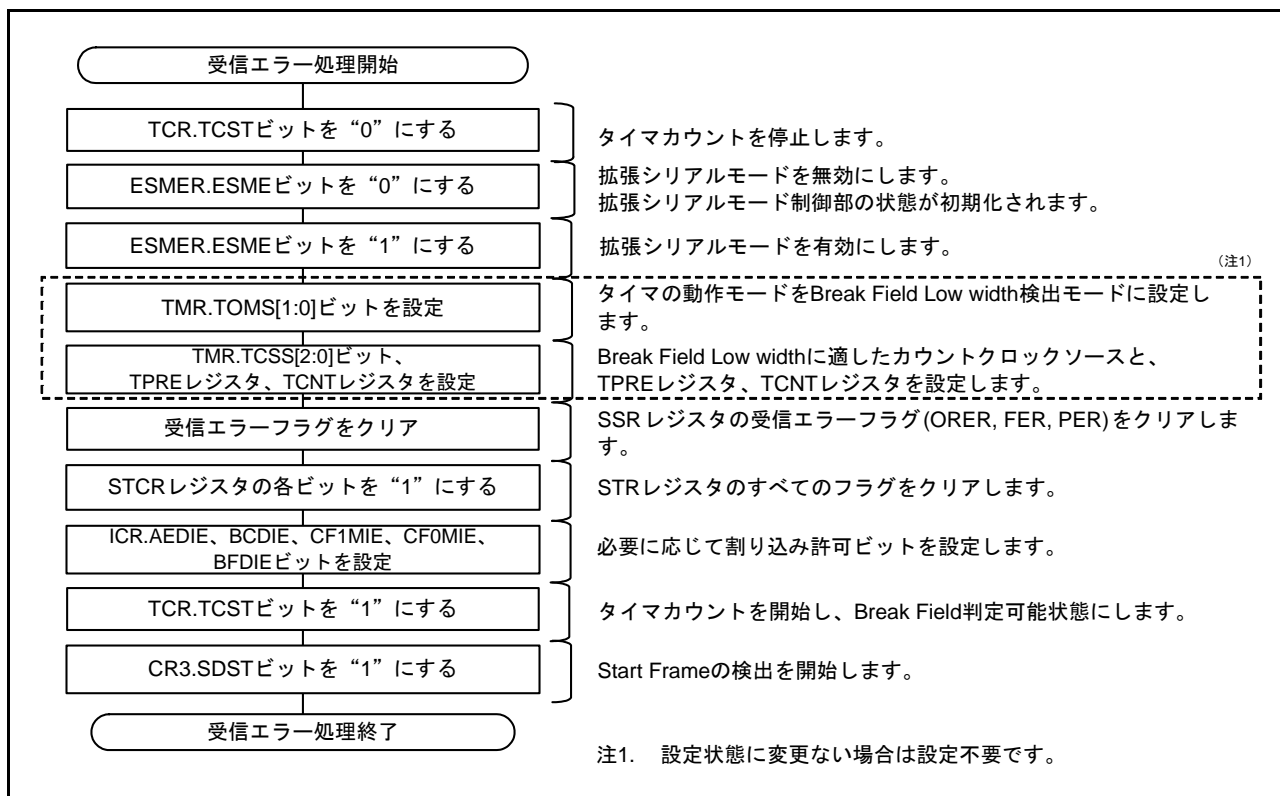 受信エラー処理開始
TCR.TCSTビットを“0”にする
タイマカウントを停止します。
ESMER.ESMEビットを“0”にする
拡張シリアルモードを無効にします。
拡張シリアルモード制御部の状態が初期化されます。
ESMER.ESMEビットを“1”にする
拡張シリアルモードを有効にします。
（注1）
TMR.TOMS[1:0]ビットを設定
タイマの動作モードをBreak Field Low width検出モードに設定し
ます。
TMR.TCSS[2:0]ビット、
TPREレジスタ、TCNTレジスタを設定
Break Field Low widthに適したカウントクロックソースと、
TPREレジスタ、TCNTレジスタを設定します。
受信エラーフラグをクリア
SSRレジスタの受信エラーフラグ(ORER, FER, PER)をクリアしま
す。
STCRレジスタの各ビットを“1”にする
STRレジスタのすべてのフラグをクリアします。
ICR.AEDIE、BCDIE、CF1MIE、CF0MIE、
BFDIEビットを設定
必要に応じて割り込み許可ビットを設定します。
TCR.TCSTビットを“1”にする
タイマカウントを開始し、Break Field判定可能状態にします。
CR3.SDSTビットを“1”にする
Start Frameの検出を開始します。
受信エラー処理終了
注1. 設定状態に変更ない場合は設定不要です。